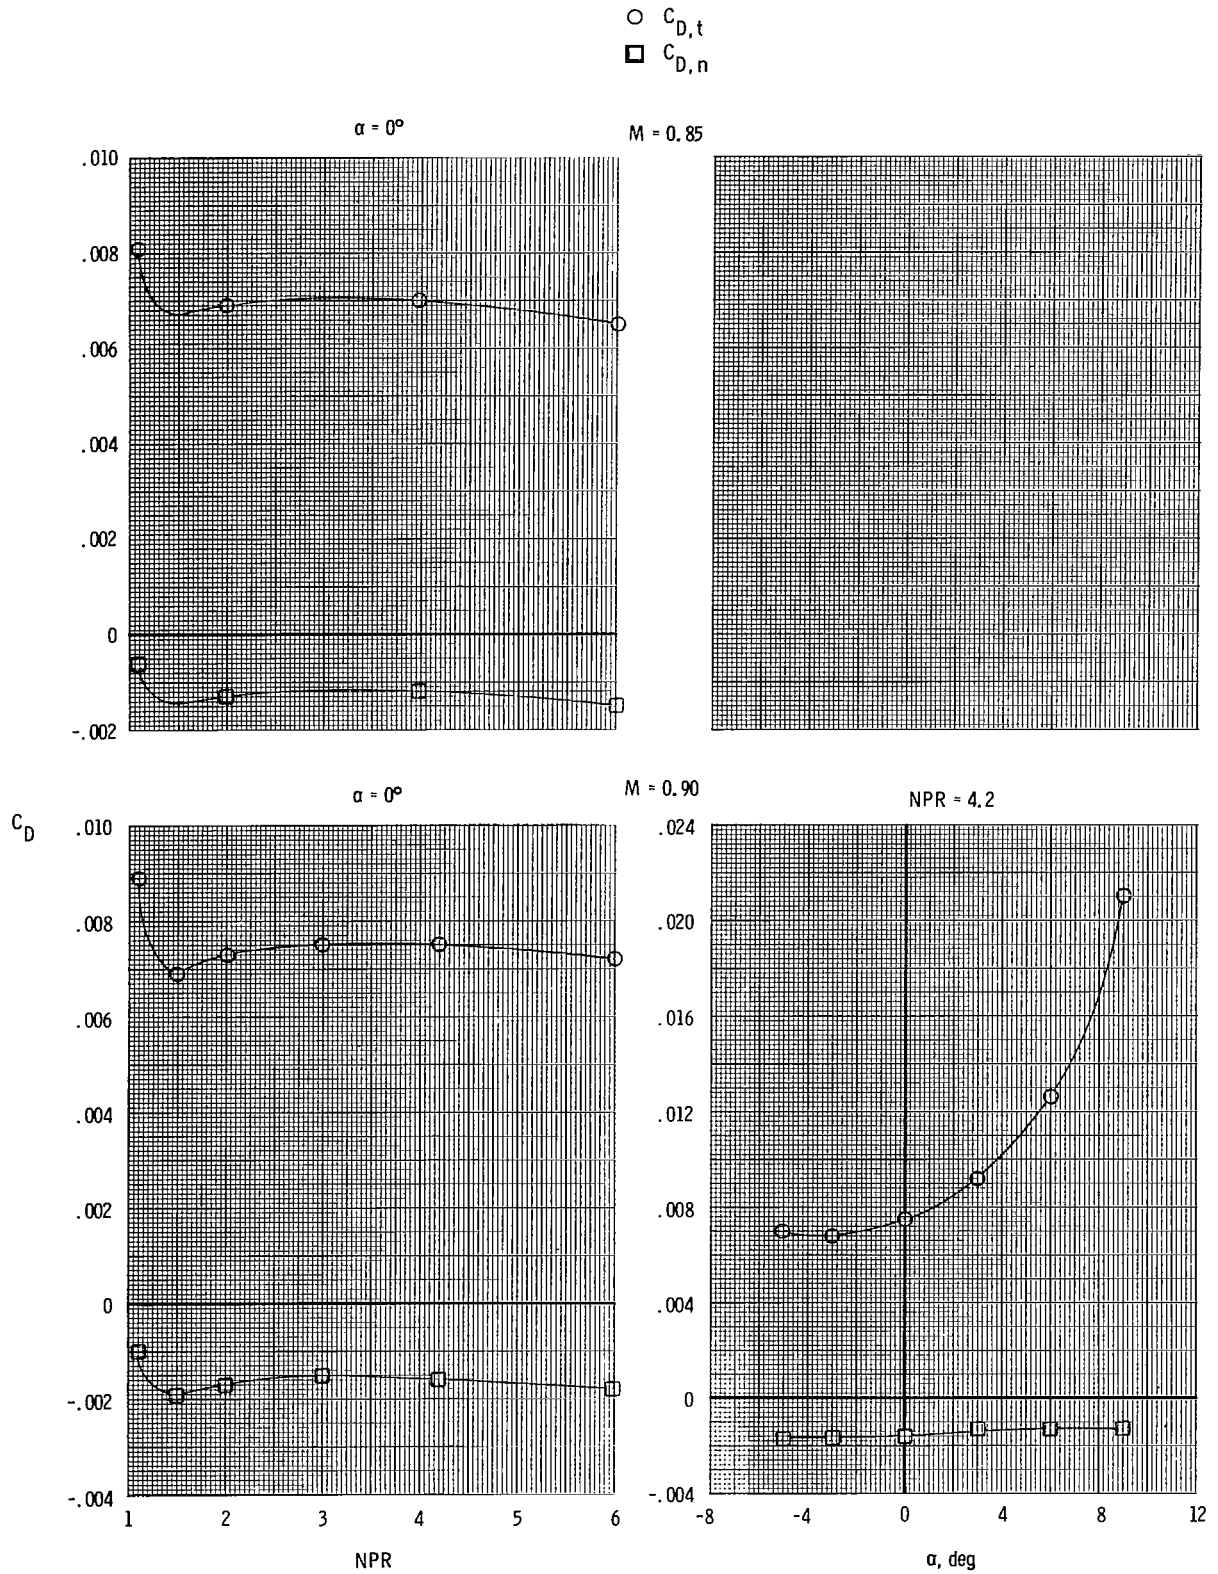 C_D,t
C_D,n
α = 0°
M = 0.85
.010
.008
.006
.004
.002
0
-.002
α = 0°
M = 0.90
NPR = 4.2
C_D
.010
.008
.006
.004
.002
0
-.002
-.004
1 2 3 4 5 6
NPR
.024
.020
.016
.012
.008
.004
0
-.004
-8 -4 0 4 8 12
α, deg